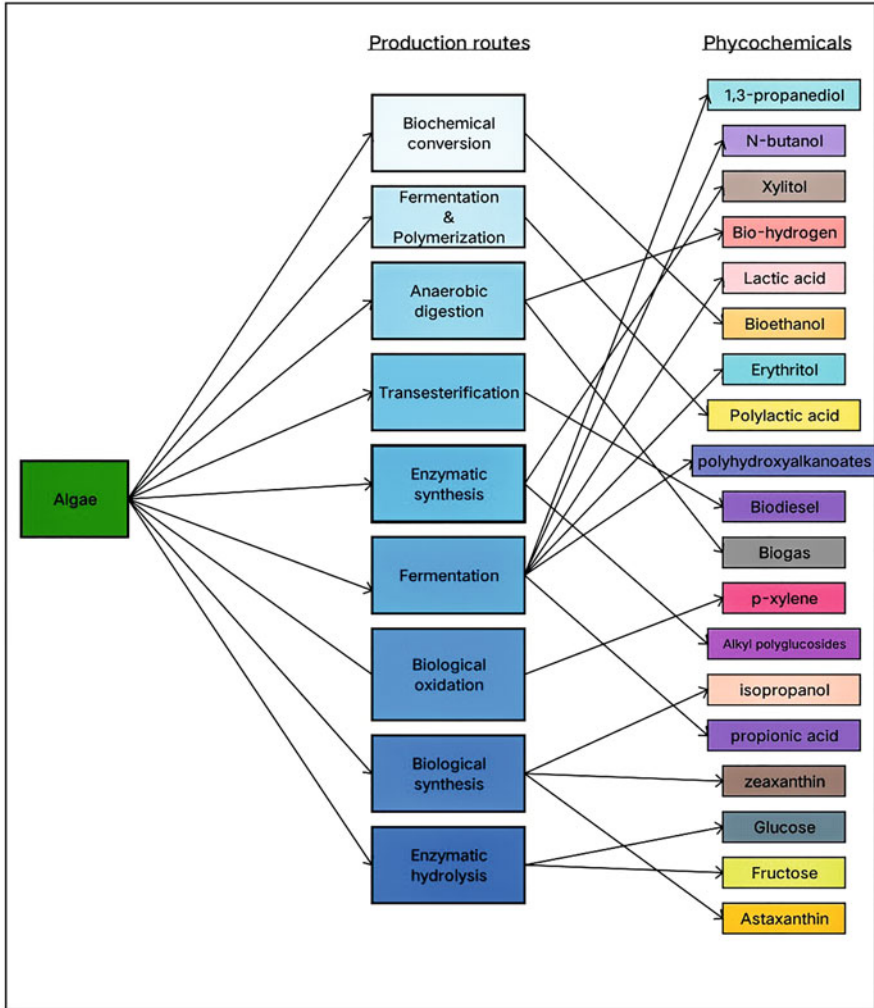 Production routes
Phycochemicals
Algae
Biochemical
conversion
Fermentation
&
Polymerization
Anaerobic
digestion
Transesterification
Enzymatic
synthesis
Fermentation
Biological
oxidation
Biological
synthesis
Enzymatic
hydrolysis
1,3-propanediol
N-butanol
Xylitol
Bio-hydrogen
Lactic acid
Bioethanol
Erythritol
Polylactic acid
polyhydroxyalkanoates
Biodiesel
Biogas
p-xylene
Alkyl polyglucosides
isopropanol
propionic acid
zeaxanthin
Glucose
Fructose
Astaxanthin